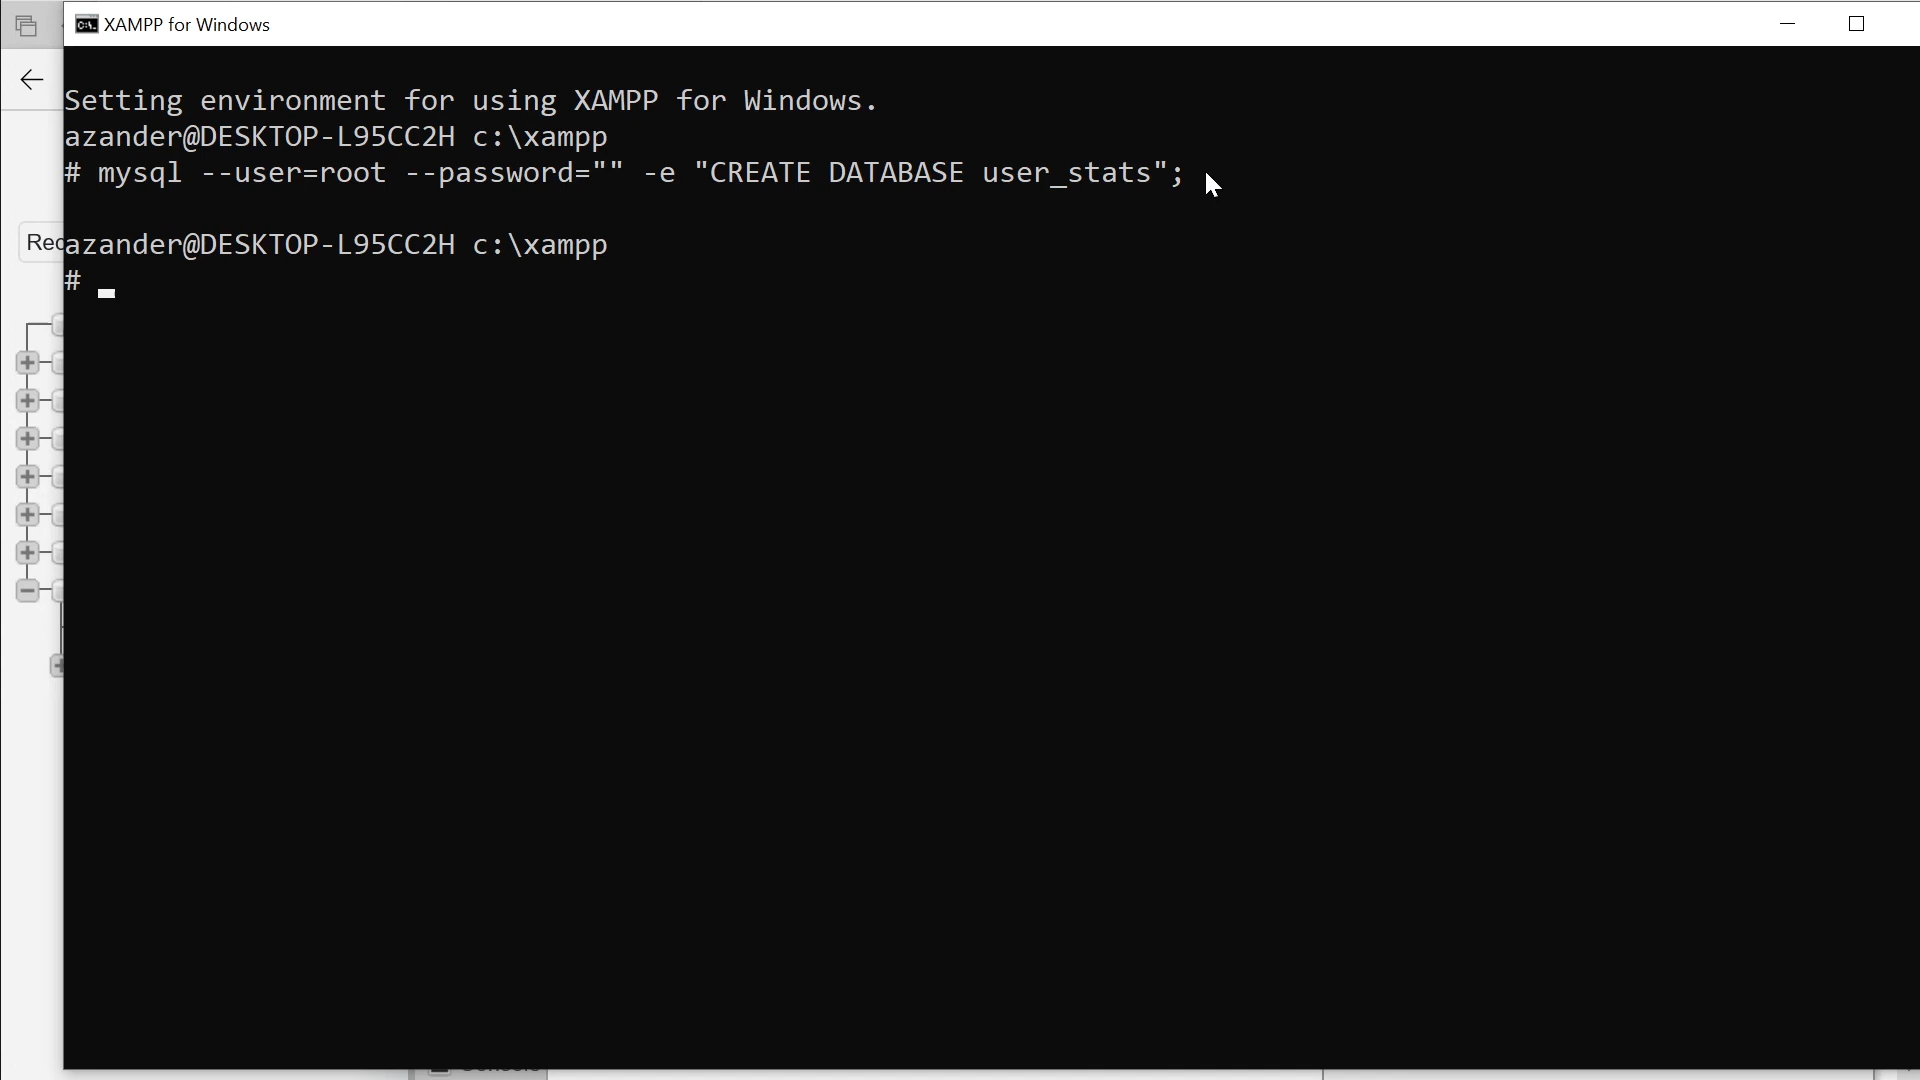 XAMPP for Windows
Setting environment for using XAMPP for Windows.
azander@DESKTOP-L95CC2H c:\xampp
# mysql --user=root --password="" -e "CREATE DATABASE user_stats";
azander@DESKTOP-L95CC2H c:\xampp
#
Rec